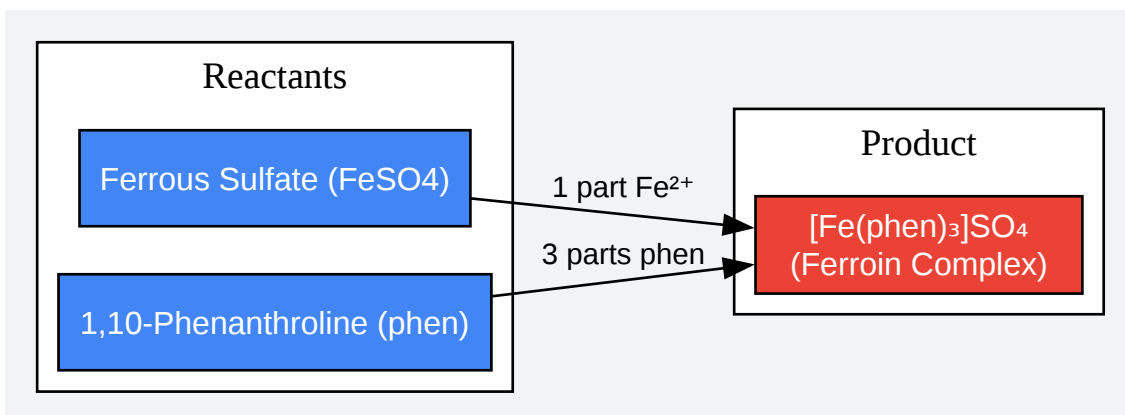 Reactants
Ferrous Sulfate (FeSO4)
1,10-Phenanthroline (phen)
1 part Fe²⁺
3 parts phen
Product
[Fe(phen)₃]SO₄
(Ferroin Complex)